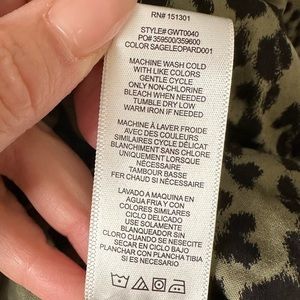 RN# 151301
STYLE# GWT0040
PO# 359500/359600
COLOR SAGELEOPARD001
MACHINE WASH COLD
WITH LIKE COLORS
GENTLE CYCLE
ONLY NON-CHLORINE
BLEACH WHEN NEEDED
TUMBLE DRY LOW
WARM IRON IF NEEDED
MACHINE À LAVER FROIDE
AVEC DES COULEURS
SIMILAIRES CYCLE DÉLICAT
BLANCHIMENT SANS CHLORE
UNIQUEMENT LORSQUE
NÉCESSAIRE
TAMBOUR BASSE AU
FER CHAUD SI NÉCESSAIRE
LAVADO A MAQUINA EN
AGUA FRIA Y CON
COLORES SIMILARES
CICLO DELICADO
USE SOLAMENTE
BLANQUEADOR SIN
CLORO CUANDO SE NECESITE
SECAR EN CICLO BAJO
PLANCHAR CON PLANCHA TIBIA
SI ES NECESARIO